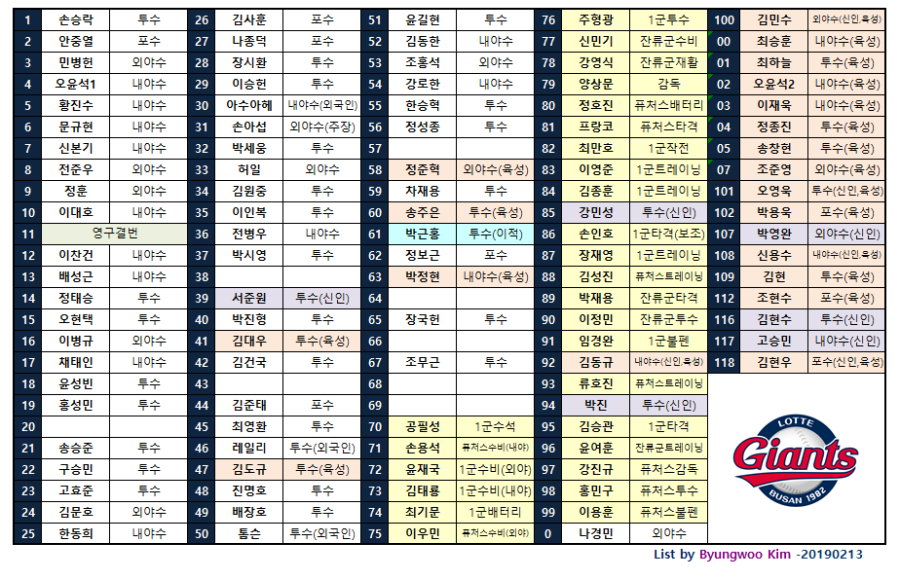 1 손승락 투수 26 김사훈 포수 51 윤길현 투수 76 주형광 1군투수 100 김민수 외야수(신인,육성)
2 안중열 포수 27 나종덕 포수 52 김동한 내야수 77 신민기 잔류군수비 00 최승훈 내야수(육성)
3 민병헌 외야수 28 장시환 투수 53 조홍석 외야수 78 강영식 잔류군재활 01 최하늘 투수(육성)
4 오윤석1 내야수 29 이승헌 투수 54 강로한 내야수 79 양상문 감독 02 오윤석2 내야수(육성)
5 황진수 내야수 30 아수아헤 내야수(외국인) 55 한승혁 투수 80 정호진 퓨처스배터리 03 이재욱 내야수(육성)
6 문규현 내야수 31 손아섭 외야수(주장) 56 정성종 투수 81 프랑코 퓨처스타격 04 정종진 투수(육성)
7 신본기 내야수 32 박세웅 투수 57 82 최만호 1군작전 05 송창현 투수(육성)
8 전준우 외야수 33 허일 외야수 58 정준혁 외야수(육성) 83 이영준 1군트레이닝 07 조준영 외야수(육성)
9 정훈 외야수 34 김원중 투수 59 차재용 투수 84 김종훈 1군트레이닝 101 오영욱 투수(신인,육성)
10 이대호 내야수 35 이인복 투수 60 송주은 투수(육성) 85 강민성 투수(신인) 102 박용욱 포수(육성)
11 영구결번 36 전병우 내야수 61 박근홍 투수(이적) 86 손인호 1군타격(보조) 107 박영완 외야수(신인)
12 이찬건 내야수 37 박시영 투수 62 정보근 포수 87 장재영 1군트레이닝 108 신용수 내야수(신인,육성)
13 배성근 내야수 38 63 박정현 내야수(육성) 88 김성진 퓨처스트레이닝 109 김현 투수(육성)
14 정태승 투수 39 서준원 투수(신인) 64 89 박재용 잔류군타격 112 조현수 포수(육성)
15 오현택 투수 40 박진형 투수 65 장국헌 투수 90 이정민 잔류군투수 116 김현수 투수(신인)
16 이병규 외야수 41 김대우 투수(육성) 66 91 임경완 1군불펜 117 고승민 내야수(신인)
17 채태인 내야수 42 김건국 투수 67 조무근 투수 92 김동규 내야수(신인,육성) 118 김현우 포수(신인,육성)
18 윤성빈 투수 43 68 93 류호진 퓨처스트레이닝
19 홍성민 투수 44 김준태 포수 69 94 박진 투수(신인)
20 45 최영환 투수 70 공필성 1군수석 95 김승관 1군타격
21 송승준 투수 46 레일리 투수(외국인) 71 손용석 퓨처스수비(내야) 96 윤여훈 잔류군트레이닝
22 구승민 투수 47 김도규 투수(육성) 72 윤재국 1군수비(외야) 97 강진규 퓨처스감독
23 고효준 투수 48 진명호 투수 73 김태룡 1군수비(내야) 98 홍민구 퓨처스투수
24 김문호 외야수 49 배장호 투수 74 최기문 1군배터리 99 이용훈 퓨처스불펜
25 한동희 내야수 50 톰슨 투수(외국인) 75 이우민 퓨처스수비(외야) 0 나경민 외야수
LOTTE
Giants
BUSAN 1982
List by Byungwoo Kim -20190213